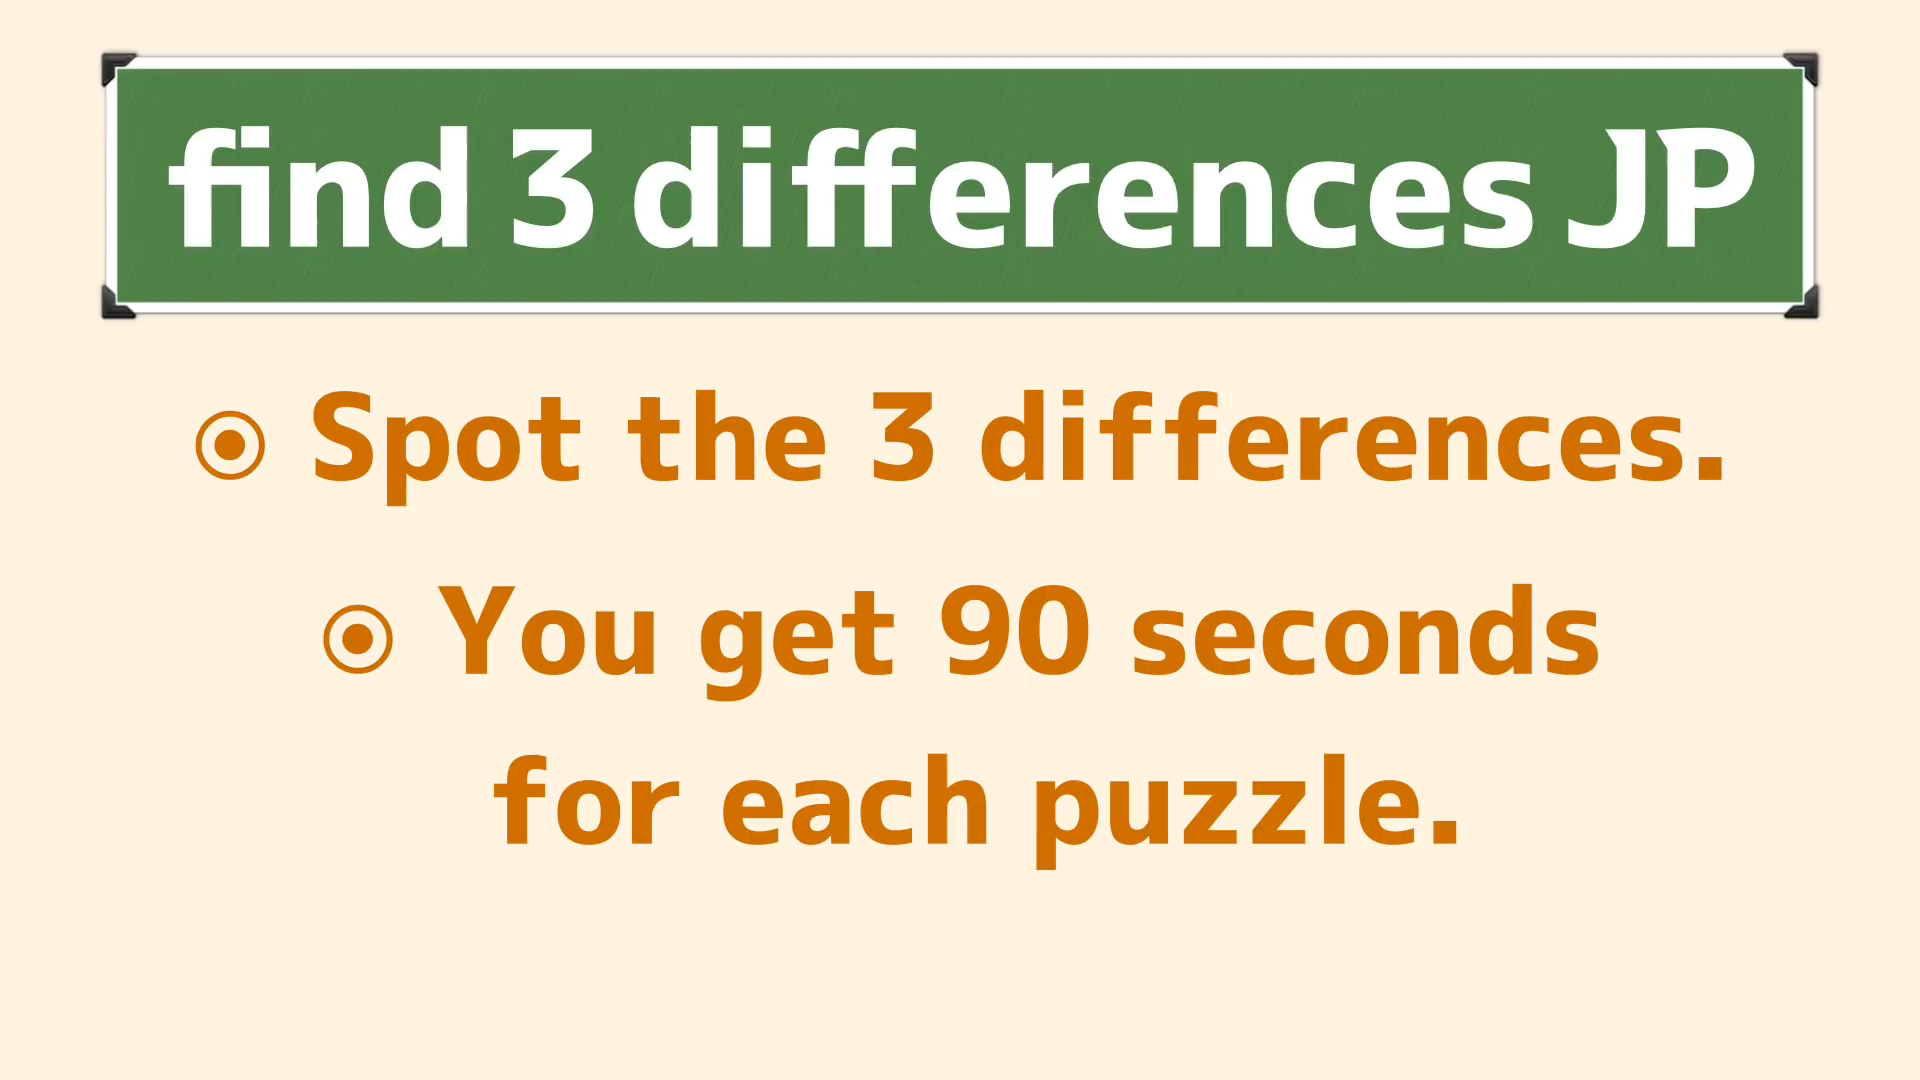 find 3 differences JP
◉ Spot the 3 differences.
◉ You get 90 seconds
for each puzzle.